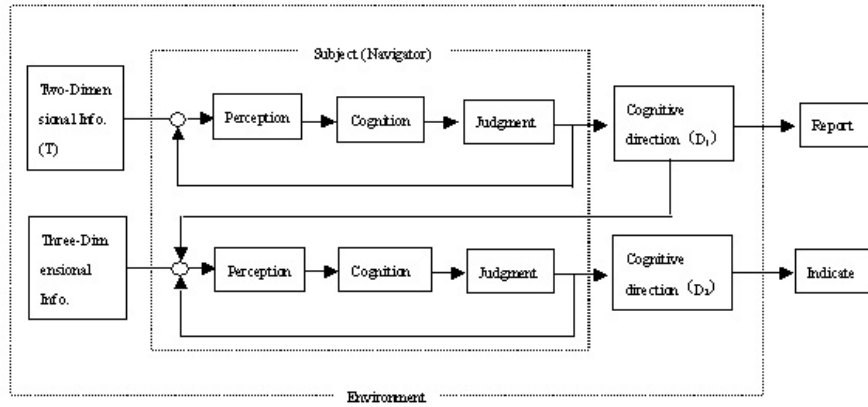 Subject (Navigator)
Two-Dimen
sional Info.
(T)
Perception
Cognition
Judgment
Cognitive
direction (D₁)
Report
Three-Dim
ensional
Info.
Perception
Cognition
Judgment
Cognitive
direction (D₂)
Indicate
Environment